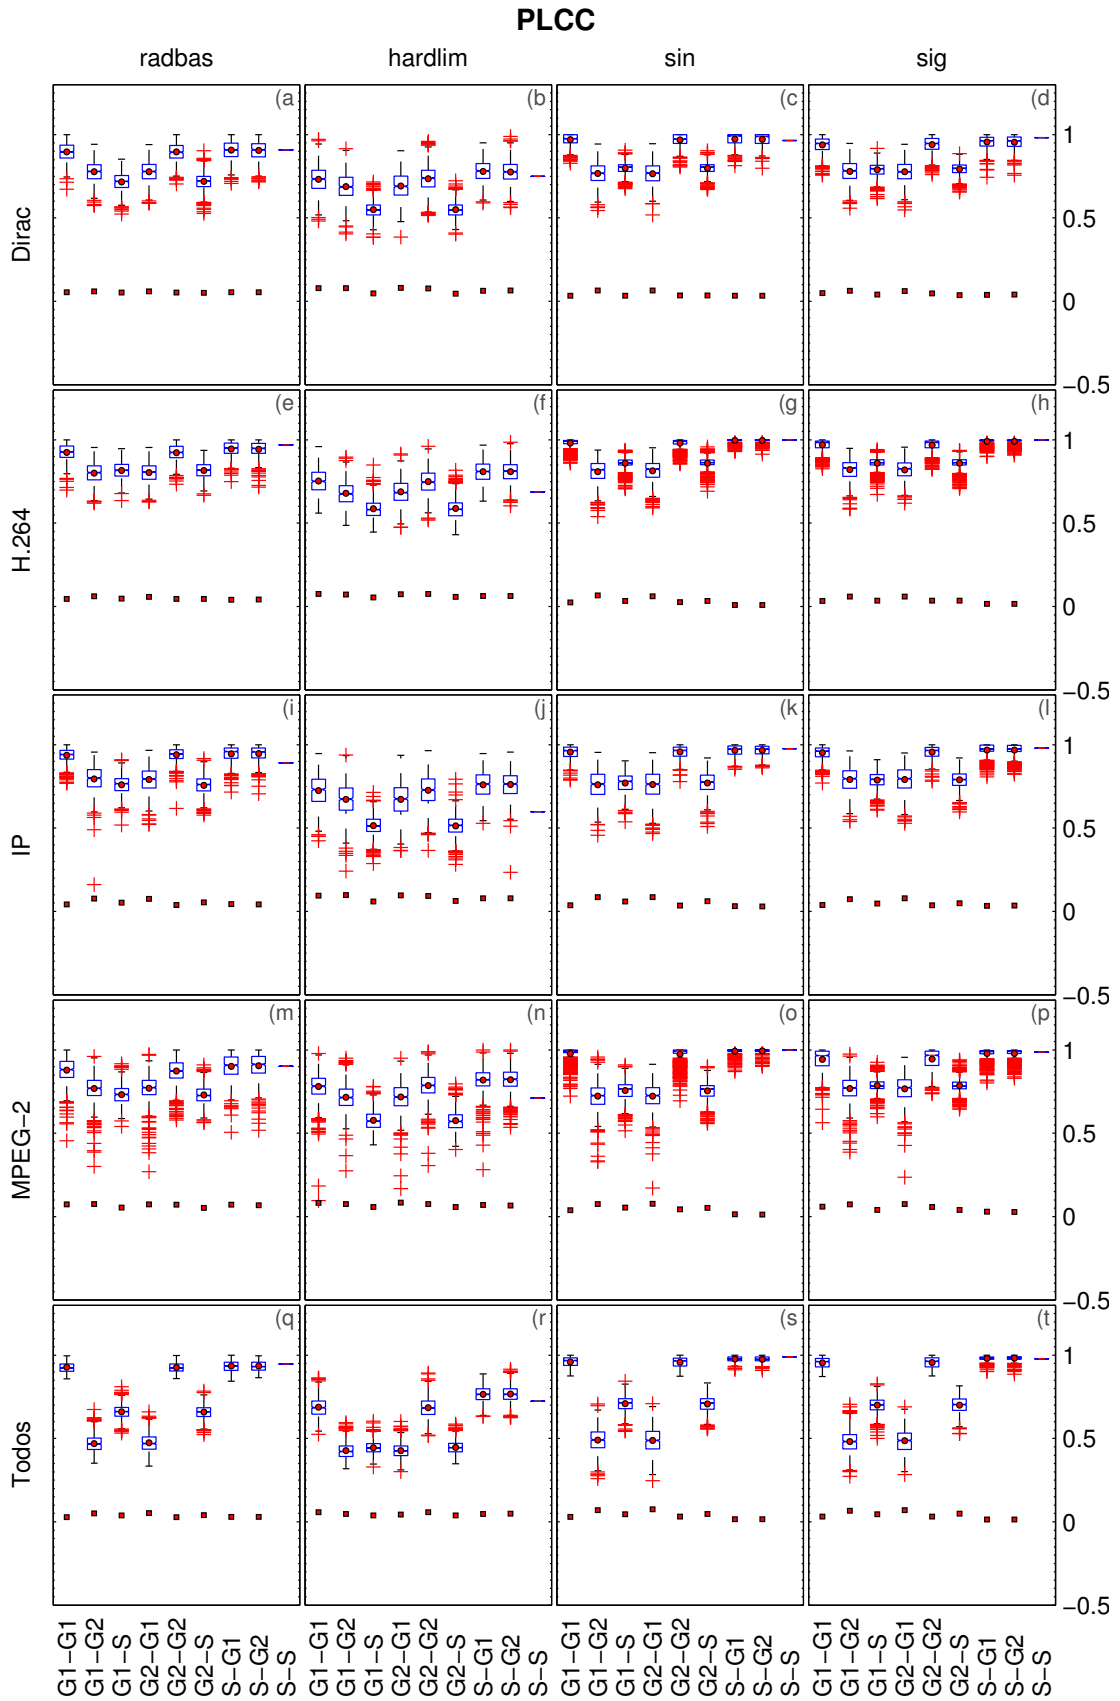 PLCC
radbas hardlim sin sig
Dirac
(a (b (c (d
1
0.5
0
−0.5
H.264
(e (f (g (h
1
0.5
0
−0.5
IP
(i (j (k (l
1
0.5
0
−0.5
MPEG−2
(m (n (o (p
1
0.5
0
−0.5
Todos
(q (r (s (t
1
0.5
0
−0.5
G1−G1 G1−G2 G1−S G2−G1 G2−G2 G2−S S−G1 S−G2 S−S G1−G1 G1−G2 G1−S G2−G1 G2−G2 G2−S S−G1 S−G2 S−S G1−G1 G1−G2 G1−S G2−G1 G2−G2 G2−S S−G1 S−G2 S−S G1−G1 G1−G2 G1−S G2−G1 G2−G2 G2−S S−G1 S−G2 S−S